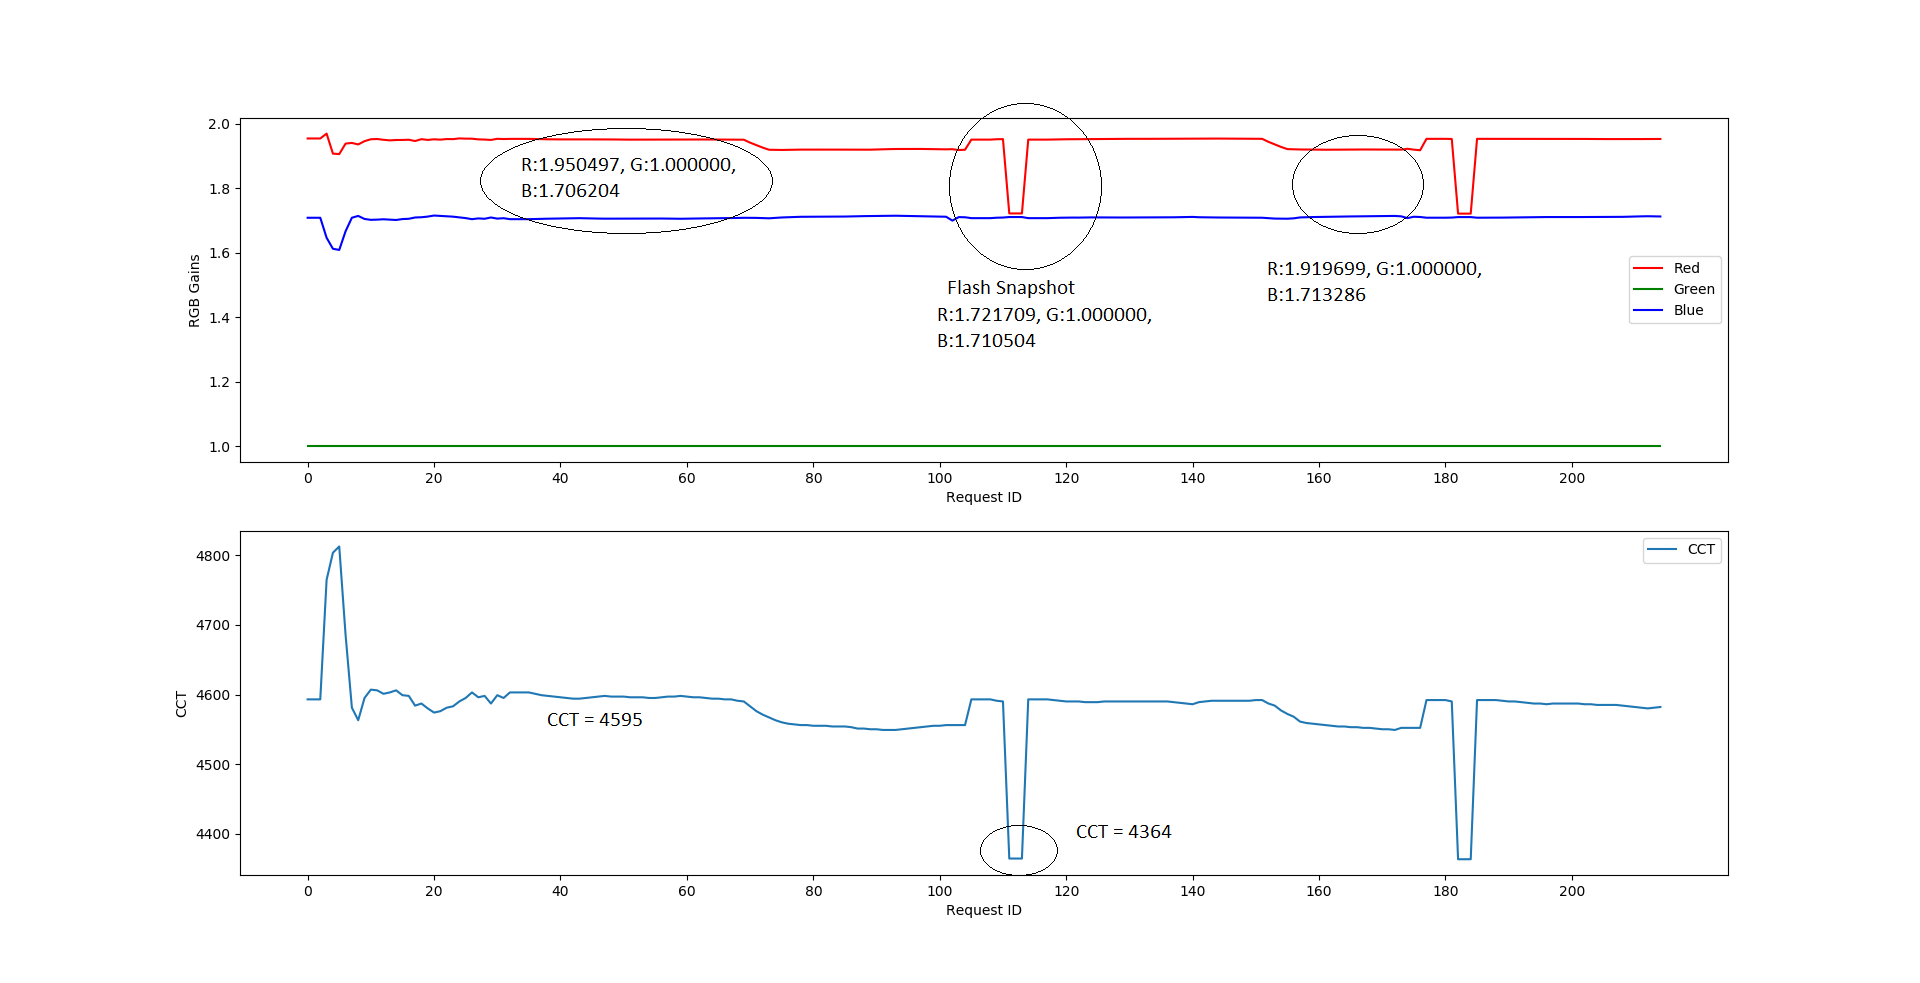 2.0
1.8
1.6
1.4
1.2
1.0
RGB Gains
R:1.950497, G:1.000000,
B:1.706204
Flash Snapshot
R:1.721709, G:1.000000,
B:1.710504
R:1.919699, G:1.000000,
B:1.713286
Red
Green
Blue
0 20 40 60 80 100 120 140 160 180 200
Request ID
4800
4700
4600
4500
4400
CCT
CCT
CCT = 4595
CCT = 4364
0 20 40 60 80 100 120 140 160 180 200
Request ID